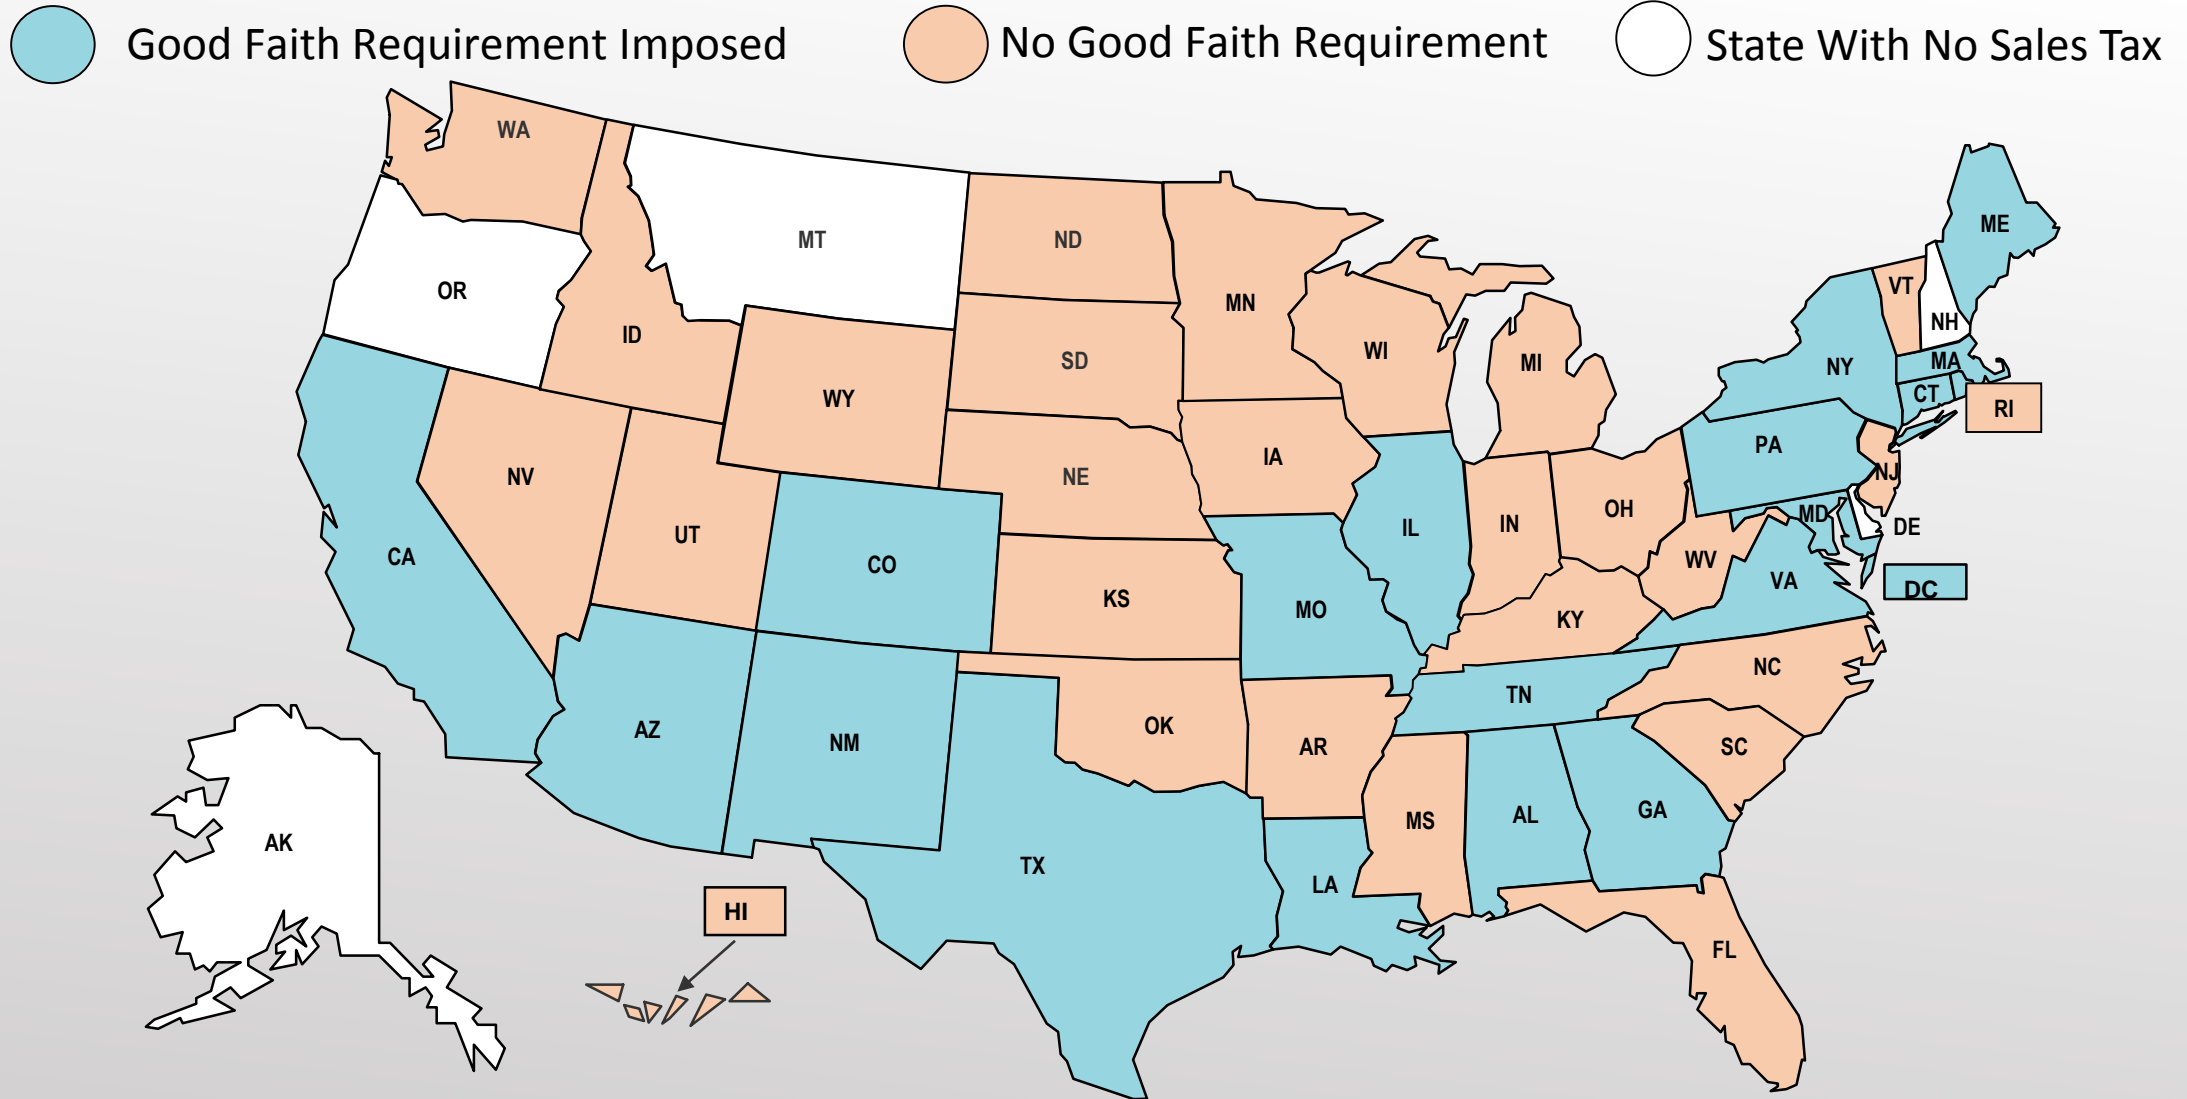 Good Faith Requirement Imposed
No Good Faith Requirement
State With No Sales Tax
WA
MT
ND
MN
ME
OR
ID
SD
WI
MI
VT
NH
NY
MA
CT
RI
WY
NV
UT
NE
IA
PA
NJ
CA
CO
KS
MO
IL
IN
OH
WV
VA
MD
DE
DC
KY
NC
TN
AZ
NM
OK
AR
SC
MS
AL
GA
TX
LA
FL
AK
HI